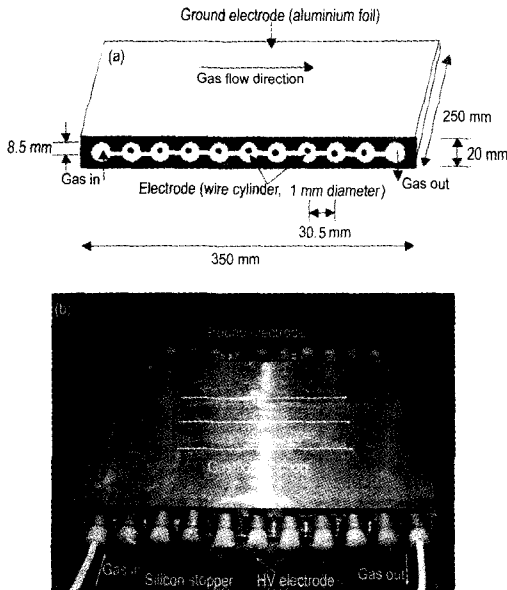 Ground electrode (aluminium foil)
(a)
Gas flow direction
250 mm
8.5 mm
20 mm
Gas in
Gas out
Electrode (wire cylinder, 1 mm diameter)
30.5 mm
350 mm
(b)
Ground electrode
Gas in
Silicon stopper
HV electrode
Gas out